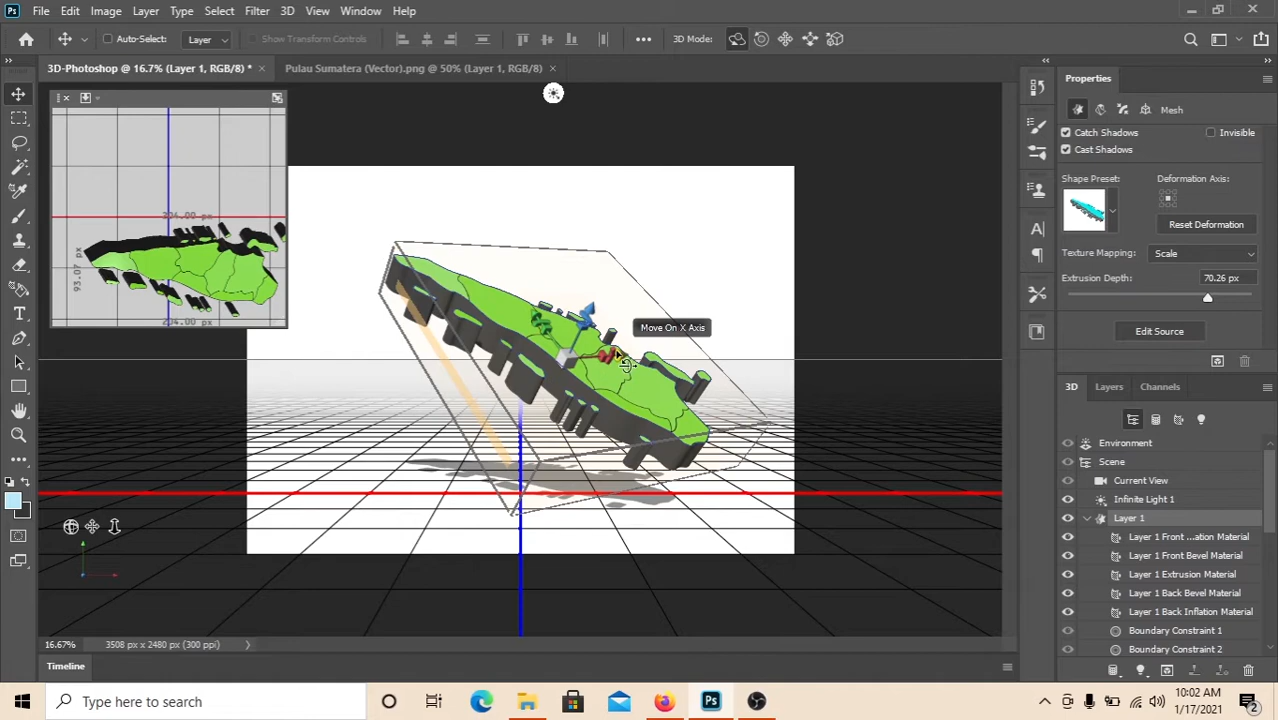 Ps File Edit Image Layer Type Select Filter 3D View Window Help
Auto-Select: Layer Show Transform Controls 3D Mode:
3D-Photoshop @ 16.7% (Layer 1, RGB/8) * Pulau Sumatera (Vector).png @ 50% (Layer 1, RGB/8)
93.07 px
Move On X Axis
Properties
Mesh
Catch Shadows Invisible
Cast Shadows
Shape Preset: Deformation Axis:
Reset Deformation
Texture Mapping: Scale
Extrusion Depth: 70.26 px
Edit Source
3D Layers Channels
Environment
Scene
Current View
Infinite Light 1
Layer 1
Layer 1 Front ...ation Material
Layer 1 Front Bevel Material
Layer 1 Extrusion Material
Layer 1 Back Bevel Material
Layer 1 Back Inflation Material
Boundary Constraint 1
Boundary Constraint 2
16.67% 3508 px x 2480 px (300 ppi)
Timeline
Type here to search
Ps
10:02 AM
1/17/2021
2